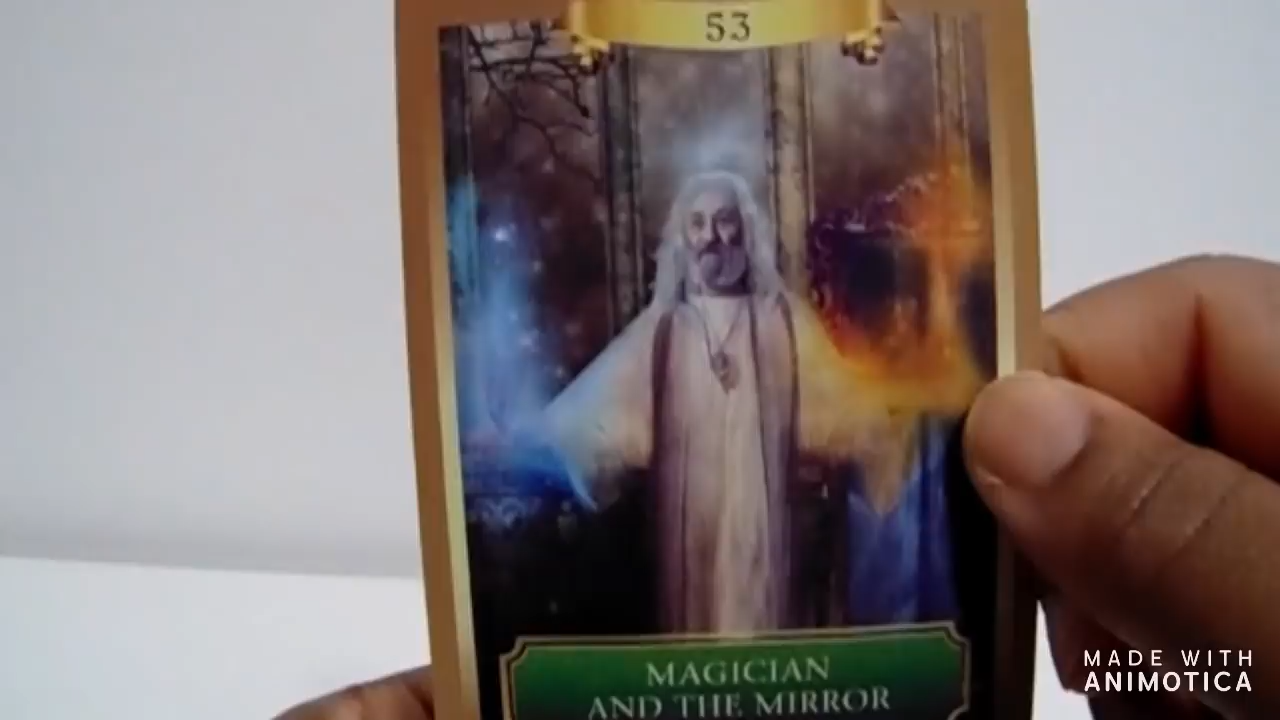 53
MAGICIAN
AND THE MIRROR
MADE WITH
ANIMOTICA